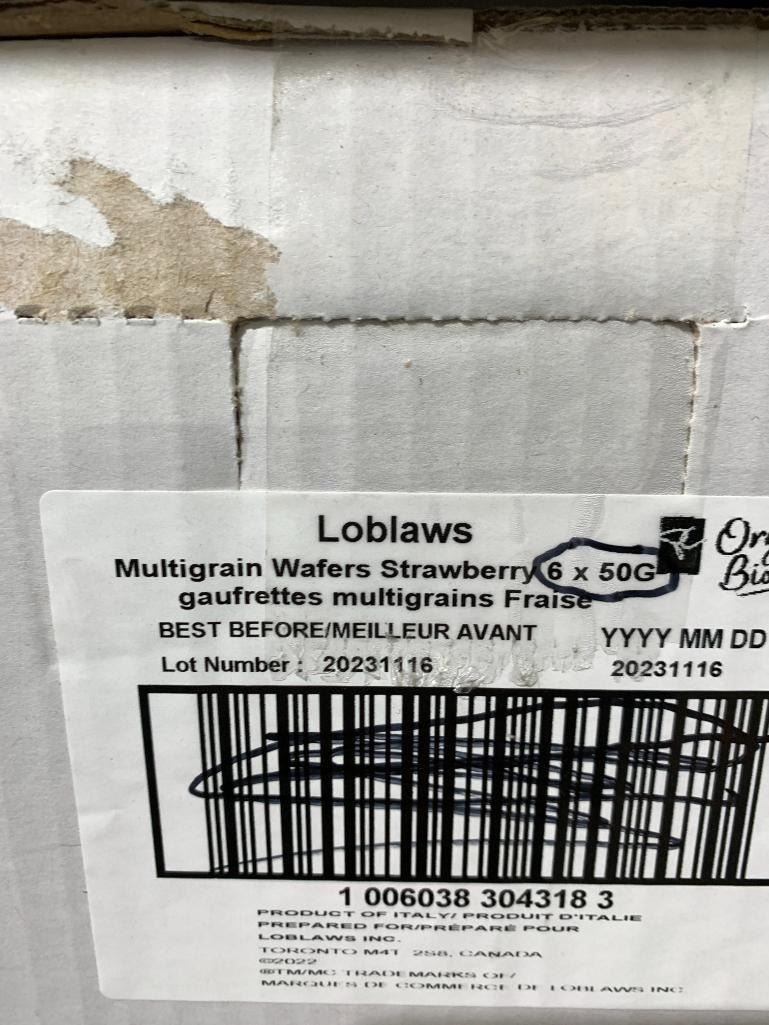 Loblaws
Multigrain Wafers Strawberry 6 x 50G
gaufrettes multigrains Fraise
BEST BEFORE/MEILLEUR AVANT
YYYY MM DD
Lot Number : 20231116
20231116
1 006038 304318 3
PRODUCT OF ITALY/ PRODUIT D'ITALIE
PREPARED FOR/PRÉPARÉ POUR
LOBLAWS INC.
TORONTO M4T 2S8, CANADA
©2022
®TM/MC TRADEMARKS OF/
MARQUES DE COMMERCE DE LOBLAWS INC.